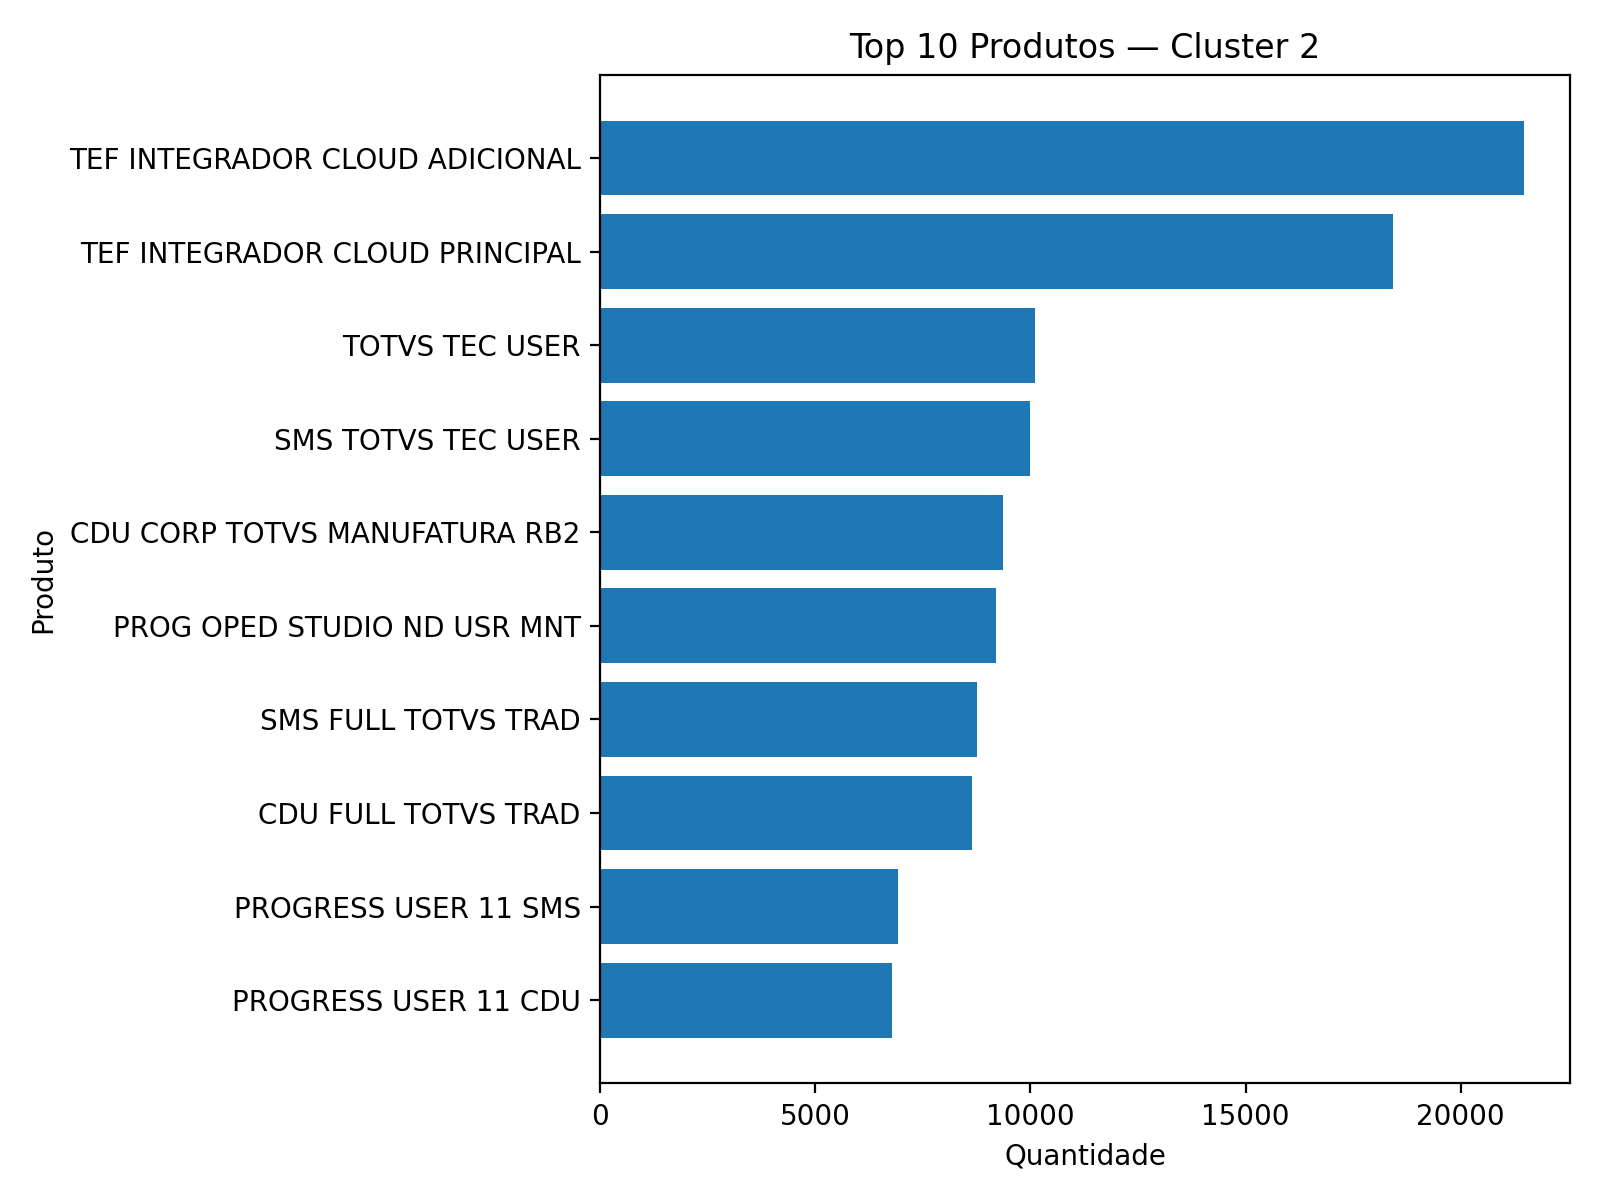 Top 10 Produtos — Cluster 2
TEF INTEGRADOR CLOUD ADICIONAL
TEF INTEGRADOR CLOUD PRINCIPAL
TOTVS TEC USER
SMS TOTVS TEC USER
CDU CORP TOTVS MANUFATURA RB2
PROG OPED STUDIO ND USR MNT
SMS FULL TOTVS TRAD
CDU FULL TOTVS TRAD
PROGRESS USER 11 SMS
PROGRESS USER 11 CDU
Produto
0 5000 10000 15000 20000
Quantidade